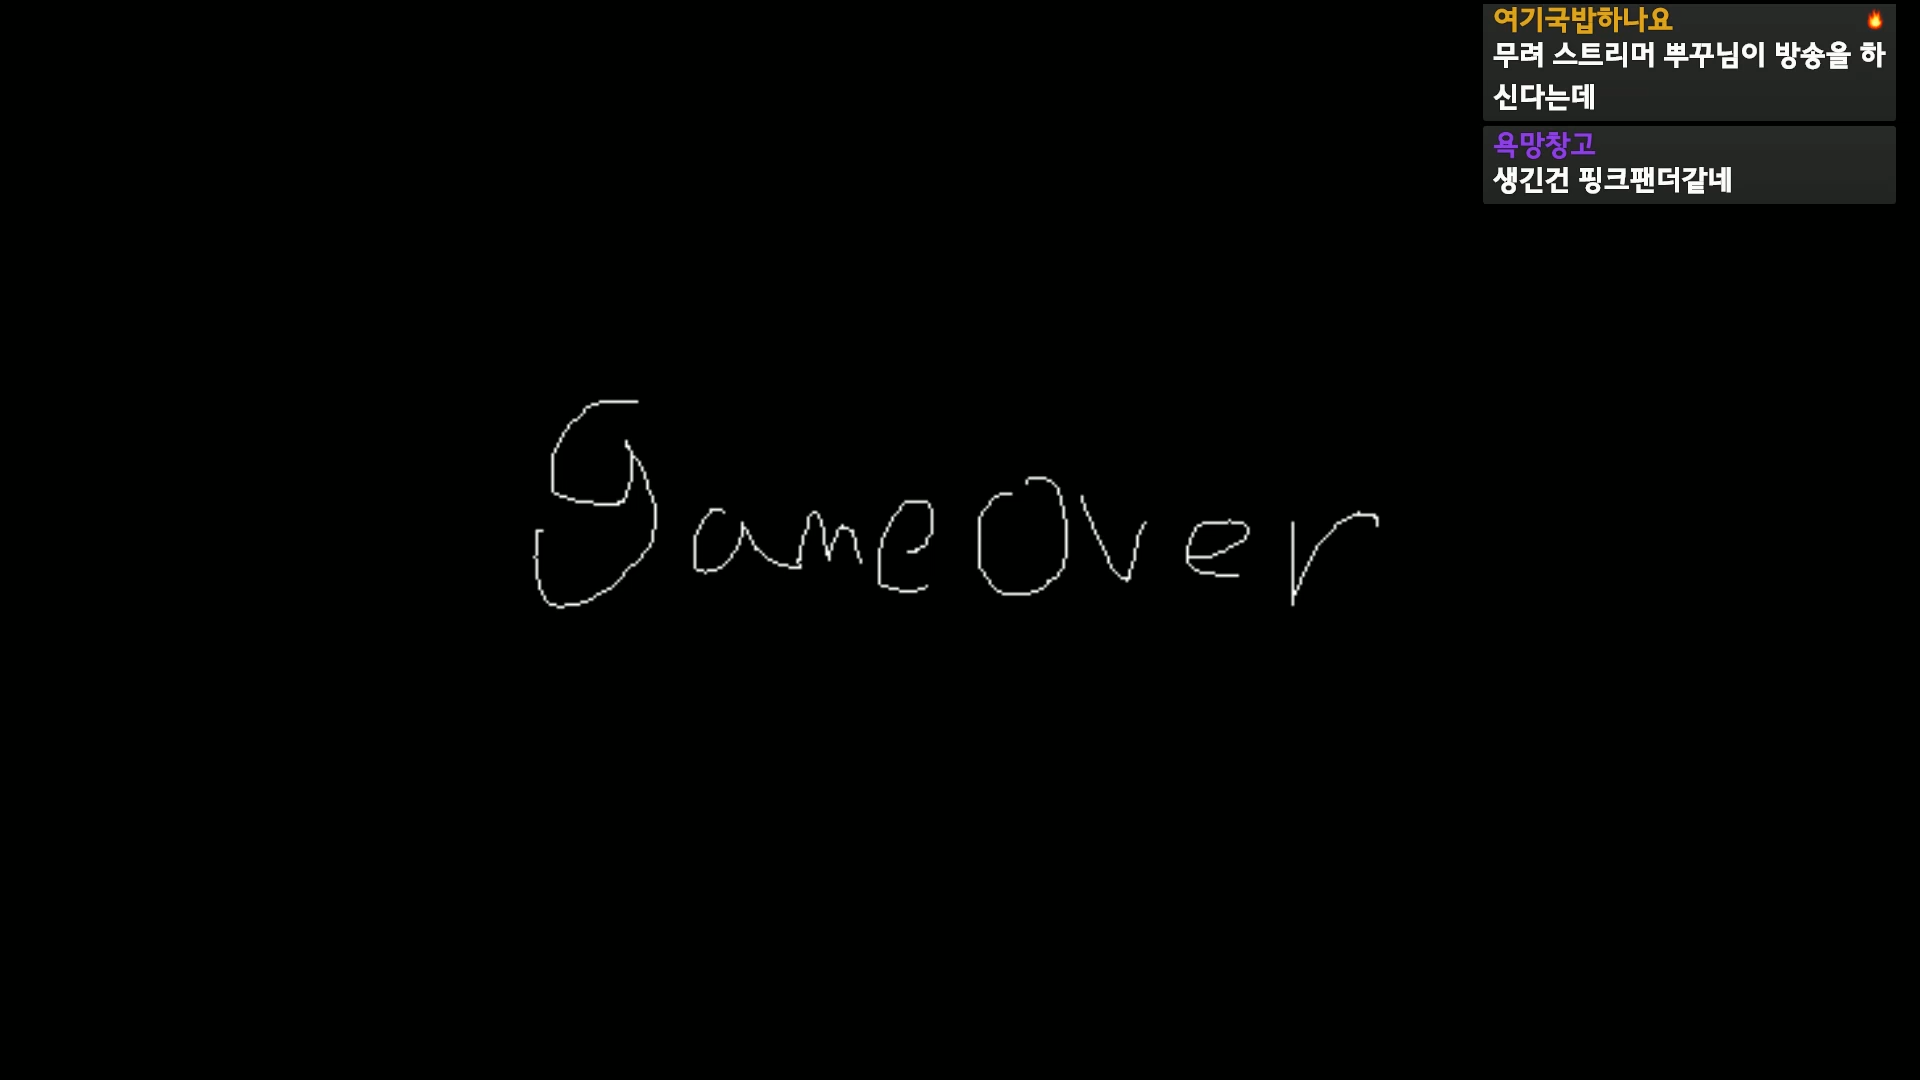 여기국밥하나요 🔥
무려 스트리머 뿌꾸님이 방송을 하
신다는데
욕망창고
생긴건 핑크팬더같네
game Over